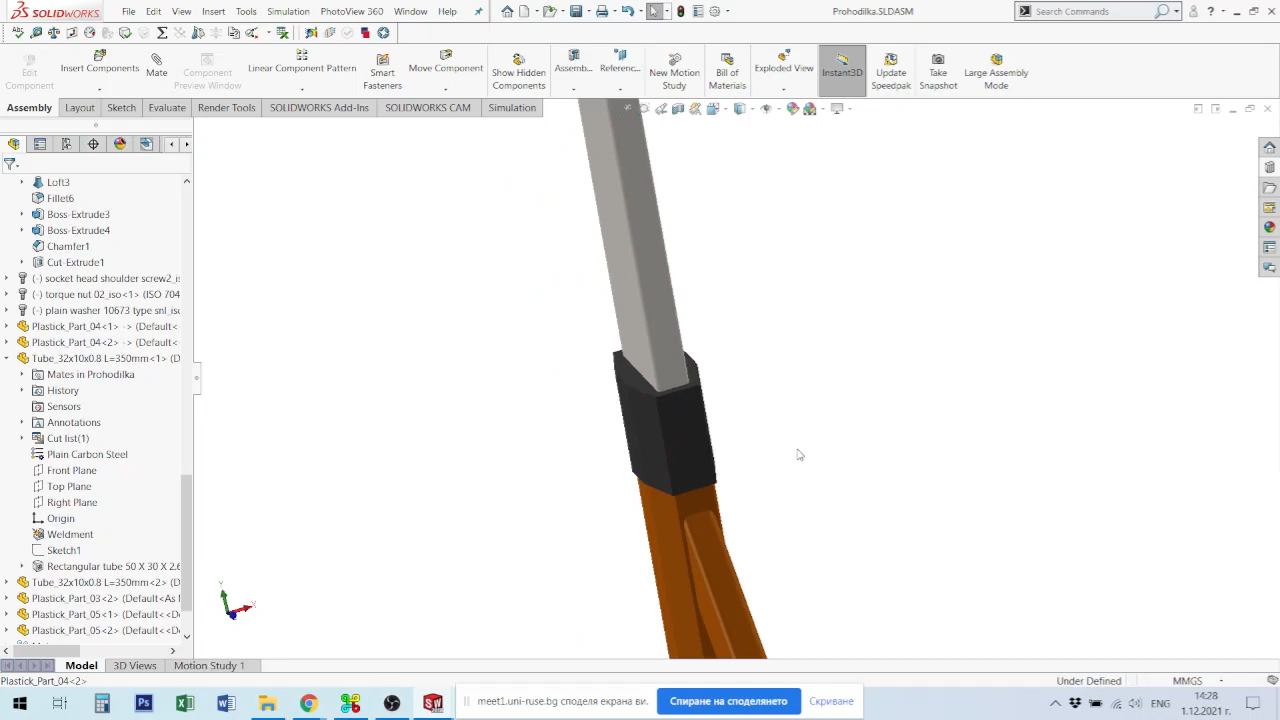 SOLIDWORKS File Edit View Insert Tools Simulation PhotoView 360 Window Help Prohodilka.SLDASM Search Commands
Edit Component
Insert Components
Mate
Component Preview Window
Linear Component Pattern
Smart Fasteners
Move Component
Show Hidden Components
Assemb...
Referenc...
New Motion Study
Bill of Materials
Exploded View
Instant3D
Update Speedpak
Take Snapshot
Large Assembly Mode
Assembly Layout Sketch Evaluate Render Tools SOLIDWORKS Add-Ins SOLIDWORKS CAM Simulation
Loft3
Fillet6
Boss-Extrude3
Boss-Extrude4
Chamfer1
Cut-Extrude1
(-) socket head shoulder screw2_is
(-) torque nut 02_iso<1> (ISO 704
(-) plain washer 10673 type snl_iso
Plastick_Part_04<1> -> (Default<
Plastick_Part_04<2> -> (Default<
Tube_32x10x0.8 L=350mm<1> (D
Mates in Prohodilka
History
Sensors
Annotations
Cut list(1)
Plain Carbon Steel
Front Plane
Top Plane
Right Plane
Origin
Weldment
Sketch1
Rectangular tube 50 X 30 X 2.6
Tube_32x10x0.8 L=350mm<2> (D
Plastick_Part_03<2> (Default<As M
Plastick_Part_05<1> (Default<<D
Plastick_Part_05<2> (Default<<D
Y
X
Model 3D Views Motion Study 1
Plastick_Part_04<2> Under Defined MMGS
meet1.uni-ruse.bg споделя екрана ви. Спиране на споделянето Скриване
ENG
14:28
1.12.2021 г.